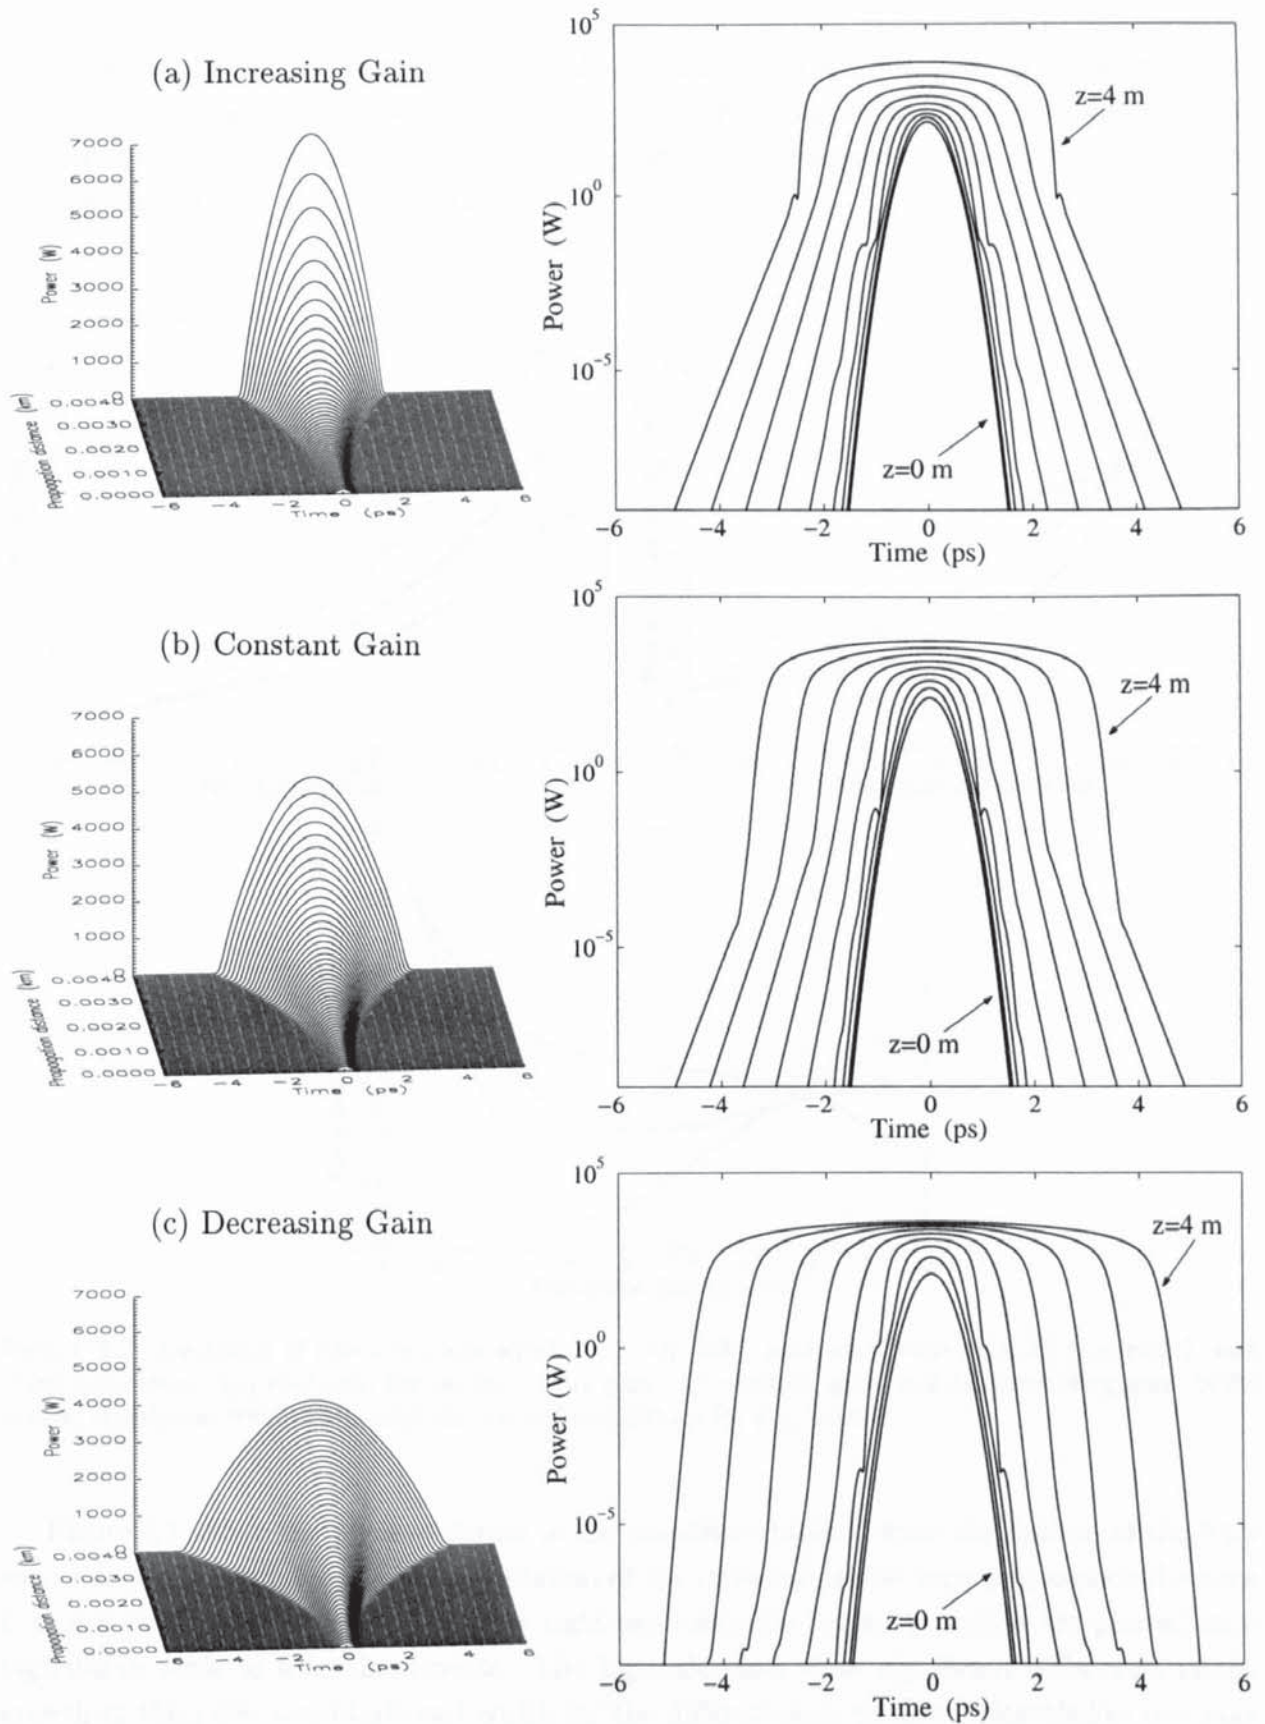 (a) Increasing Gain
7000
6000
5000
4000
3000
2000
1000
0
Power (W)
0.0040
0.0030
0.0020
0.0010
0.0000
Propagation distance (km)
−6 −4 −2 0 2 4 6
Time (ps)
10^5
10^0
10^−5
Power (W)
z=4 m
z=0 m
−6 −4 −2 0 2 4 6
Time (ps)
(b) Constant Gain
7000
6000
5000
4000
3000
2000
1000
0
Power (W)
0.0040
0.0030
0.0020
0.0010
0.0000
Propagation distance (km)
−6 −4 −2 0 2 4 6
Time (ps)
10^5
10^0
10^−5
Power (W)
z=4 m
z=0 m
−6 −4 −2 0 2 4 6
Time (ps)
(c) Decreasing Gain
7000
6000
5000
4000
3000
2000
1000
0
Power (W)
0.0040
0.0030
0.0020
0.0010
0.0000
Propagation distance (km)
−6 −4 −2 0 2 4 6
Time (ps)
10^5
10^0
10^−5
Power (W)
z=4 m
z=0 m
−6 −4 −2 0 2 4 6
Time (ps)